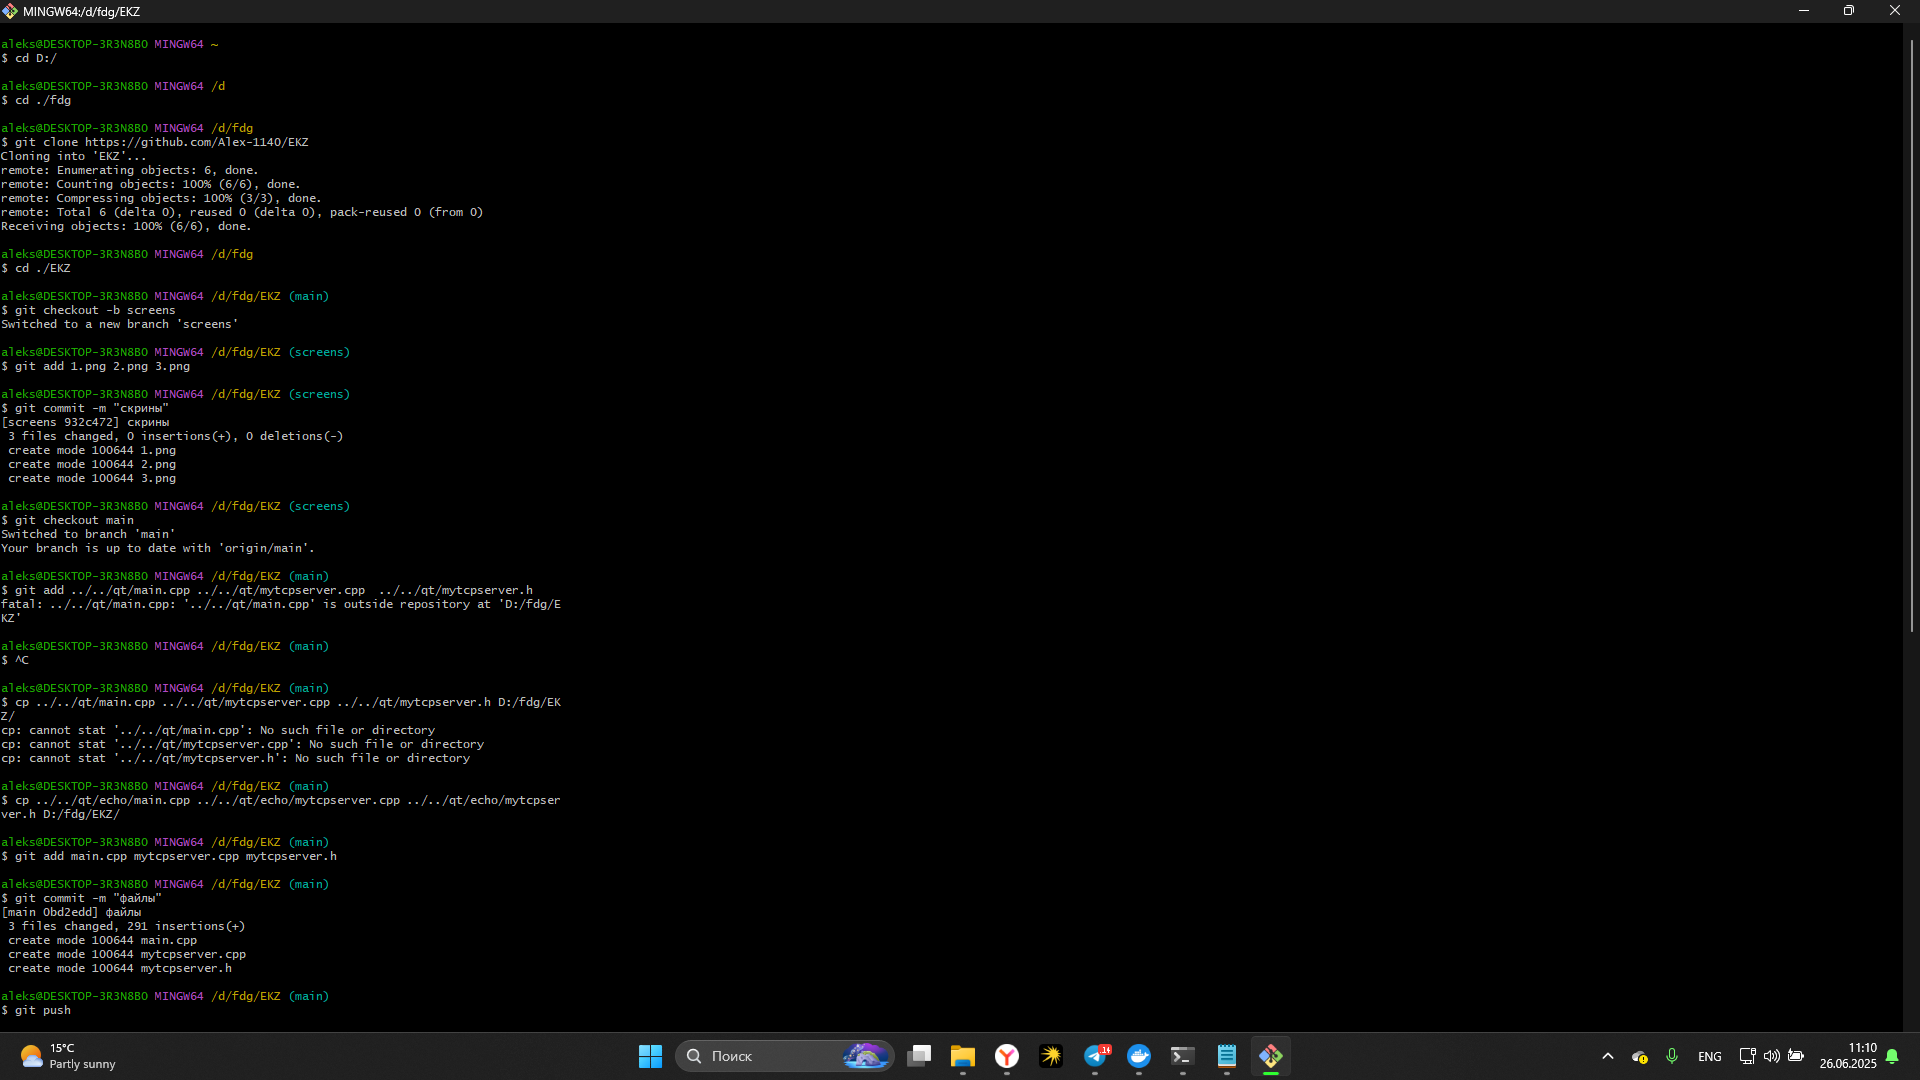 MINGW64:/d/fdg/EKZ
aleks@DESKTOP-3R3N8BO MINGW64 ~
$ cd D:/
aleks@DESKTOP-3R3N8BO MINGW64 /d
$ cd ./fdg
aleks@DESKTOP-3R3N8BO MINGW64 /d/fdg
$ git clone https://github.com/Alex-1140/EKZ
Cloning into 'EKZ'...
remote: Enumerating objects: 6, done.
remote: Counting objects: 100% (6/6), done.
remote: Compressing objects: 100% (3/3), done.
remote: Total 6 (delta 0), reused 0 (delta 0), pack-reused 0 (from 0)
Receiving objects: 100% (6/6), done.
aleks@DESKTOP-3R3N8BO MINGW64 /d/fdg
$ cd ./EKZ
aleks@DESKTOP-3R3N8BO MINGW64 /d/fdg/EKZ (main)
$ git checkout -b screens
Switched to a new branch 'screens'
aleks@DESKTOP-3R3N8BO MINGW64 /d/fdg/EKZ (screens)
$ git add 1.png 2.png 3.png
aleks@DESKTOP-3R3N8BO MINGW64 /d/fdg/EKZ (screens)
$ git commit -m "скрины"
[screens 932c472] скрины
3 files changed, 0 insertions(+), 0 deletions(-)
create mode 100644 1.png
create mode 100644 2.png
create mode 100644 3.png
aleks@DESKTOP-3R3N8BO MINGW64 /d/fdg/EKZ (screens)
$ git checkout main
Switched to branch 'main'
Your branch is up to date with 'origin/main'.
aleks@DESKTOP-3R3N8BO MINGW64 /d/fdg/EKZ (main)
$ git add ../../qt/main.cpp ../../qt/mytcpserver.cpp  ../../qt/mytcpserver.h
fatal: ../../qt/main.cpp: '../../qt/main.cpp' is outside repository at 'D:/fdg/E
KZ'
aleks@DESKTOP-3R3N8BO MINGW64 /d/fdg/EKZ (main)
$ ^C
aleks@DESKTOP-3R3N8BO MINGW64 /d/fdg/EKZ (main)
$ cp ../../qt/main.cpp ../../qt/mytcpserver.cpp ../../qt/mytcpserver.h D:/fdg/EK
Z/
cp: cannot stat '../../qt/main.cpp': No such file or directory
cp: cannot stat '../../qt/mytcpserver.cpp': No such file or directory
cp: cannot stat '../../qt/mytcpserver.h': No such file or directory
aleks@DESKTOP-3R3N8BO MINGW64 /d/fdg/EKZ (main)
$ cp ../../qt/echo/main.cpp ../../qt/echo/mytcpserver.cpp ../../qt/echo/mytcpser
ver.h D:/fdg/EKZ/
aleks@DESKTOP-3R3N8BO MINGW64 /d/fdg/EKZ (main)
$ git add main.cpp mytcpserver.cpp mytcpserver.h
aleks@DESKTOP-3R3N8BO MINGW64 /d/fdg/EKZ (main)
$ git commit -m "файлы"
[main 0bd2edd] файлы
3 files changed, 291 insertions(+)
create mode 100644 main.cpp
create mode 100644 mytcpserver.cpp
create mode 100644 mytcpserver.h
aleks@DESKTOP-3R3N8BO MINGW64 /d/fdg/EKZ (main)
$ git push
15°C
Partly sunny
Поиск
ENG
11:10
26.06.2025